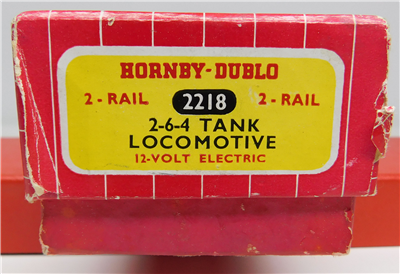 HORNBY-DUBLO
2-RAIL 2218 2-RAIL
2-6-4 TANK
LOCOMOTIVE
12-VOLT ELECTRIC